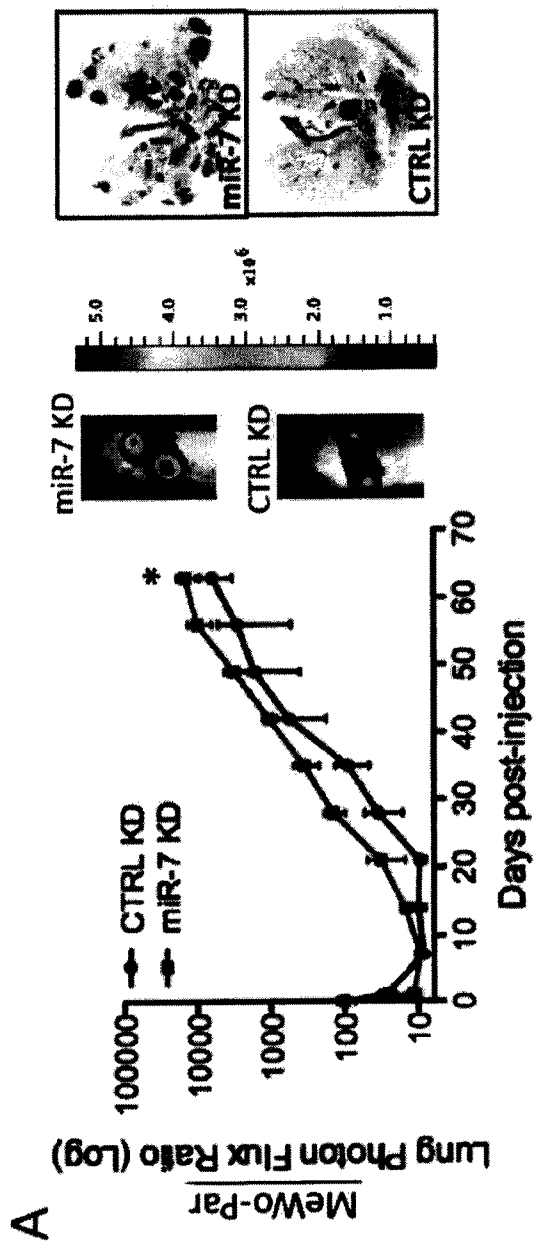 A
MeWo-Par
Lung Photon Flux Ratio (Log)
100000
10000
1000
100
10
CTRL KD
miR-7 KD
*
0
10
20
30
40
50
60
70
Days post-injection
miR-7 KD
CTRL KD
5.0
4.0
3.0
2.0
1.0
x10⁶
miR-7 KD
CTRL KD